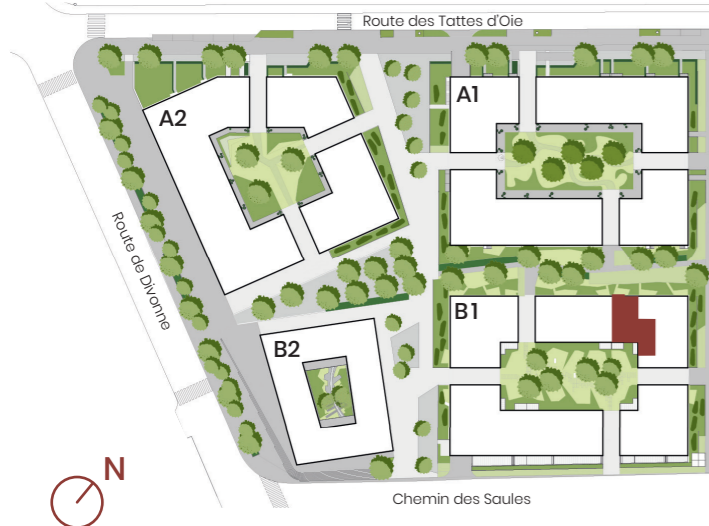 Route des Tattes d'Oie
A2
A1
Route de Divonne
B1
B2
N
Chemin des Saules